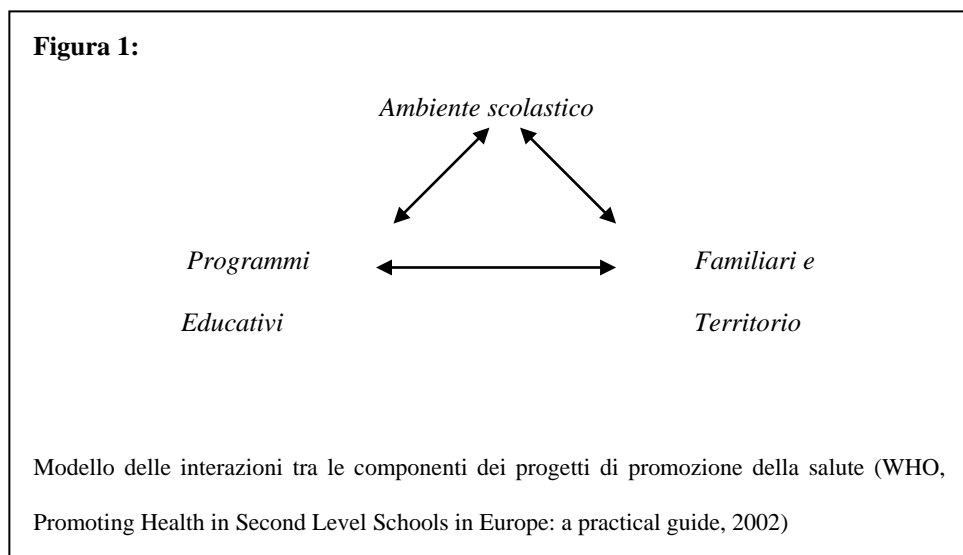 Figura 1:
Ambiente scolastico
Programmi
Educativi
Familiari e
Territorio
Modello delle interazioni tra le componenti dei progetti di promozione della salute (WHO,
Promoting Health in Second Level Schools in Europe: a practical guide, 2002)